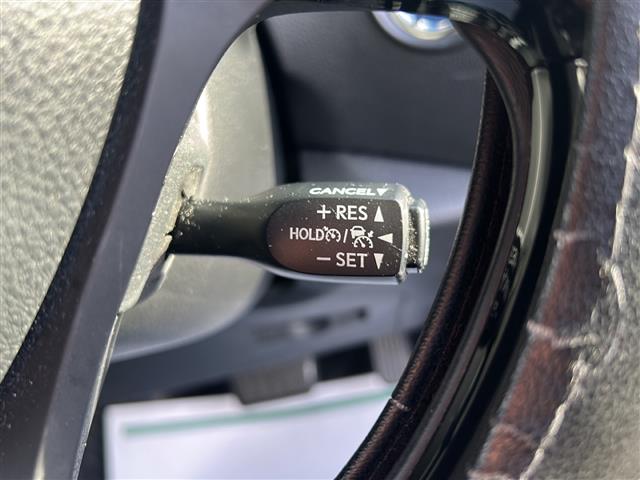 CANCEL▼
+ RES ▲
HOLD / ◀
− SET ▼